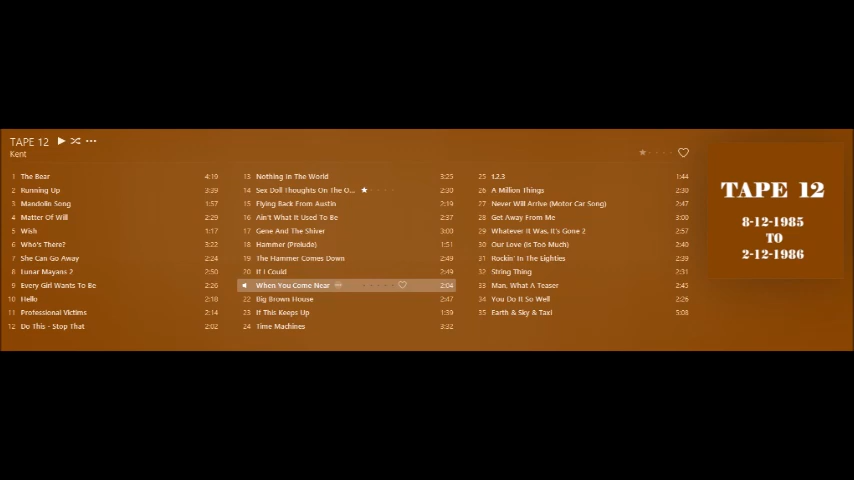 TAPE 12
Kent
1 The Bear 4:19
2 Running Up 3:39
3 Mandolin Song 1:57
4 Matter Of Will 2:29
5 Wish 1:17
6 Who's There? 3:22
7 She Can Go Away 2:24
8 Lunar Mayans 2 2:50
9 Every Girl Wants To Be 2:26
10 Hello 2:18
11 Professional Victims 2:14
12 Do This - Stop That 2:02
13 Nothing In The World 3:25
14 Sex Doll Thoughts On The O... 2:30
15 Flying Back From Austin 2:19
16 Ain't What It Used To Be 2:37
17 Gene And The Shiver 3:00
18 Hammer (Prelude) 1:51
19 The Hammer Comes Down 2:49
20 If I Could 2:49
When You Come Near 2:04
22 Big Brown House 2:47
23 If This Keeps Up 1:39
24 Time Machines 3:32
25 1,2,3 1:44
26 A Million Things 2:30
27 Never Will Arrive (Motor Car Song) 2:47
28 Get Away From Me 3:00
29 Whatever It Was, It's Gone 2 2:57
30 Our Love (Is Too Much) 2:40
31 Rockin' In The Eighties 2:39
32 String Thing 2:31
33 Man, What A Teaser 2:45
34 You Do It So Well 2:26
35 Earth & Sky & Taxi 5:08
TAPE 12
8-12-1985
TO
2-12-1986